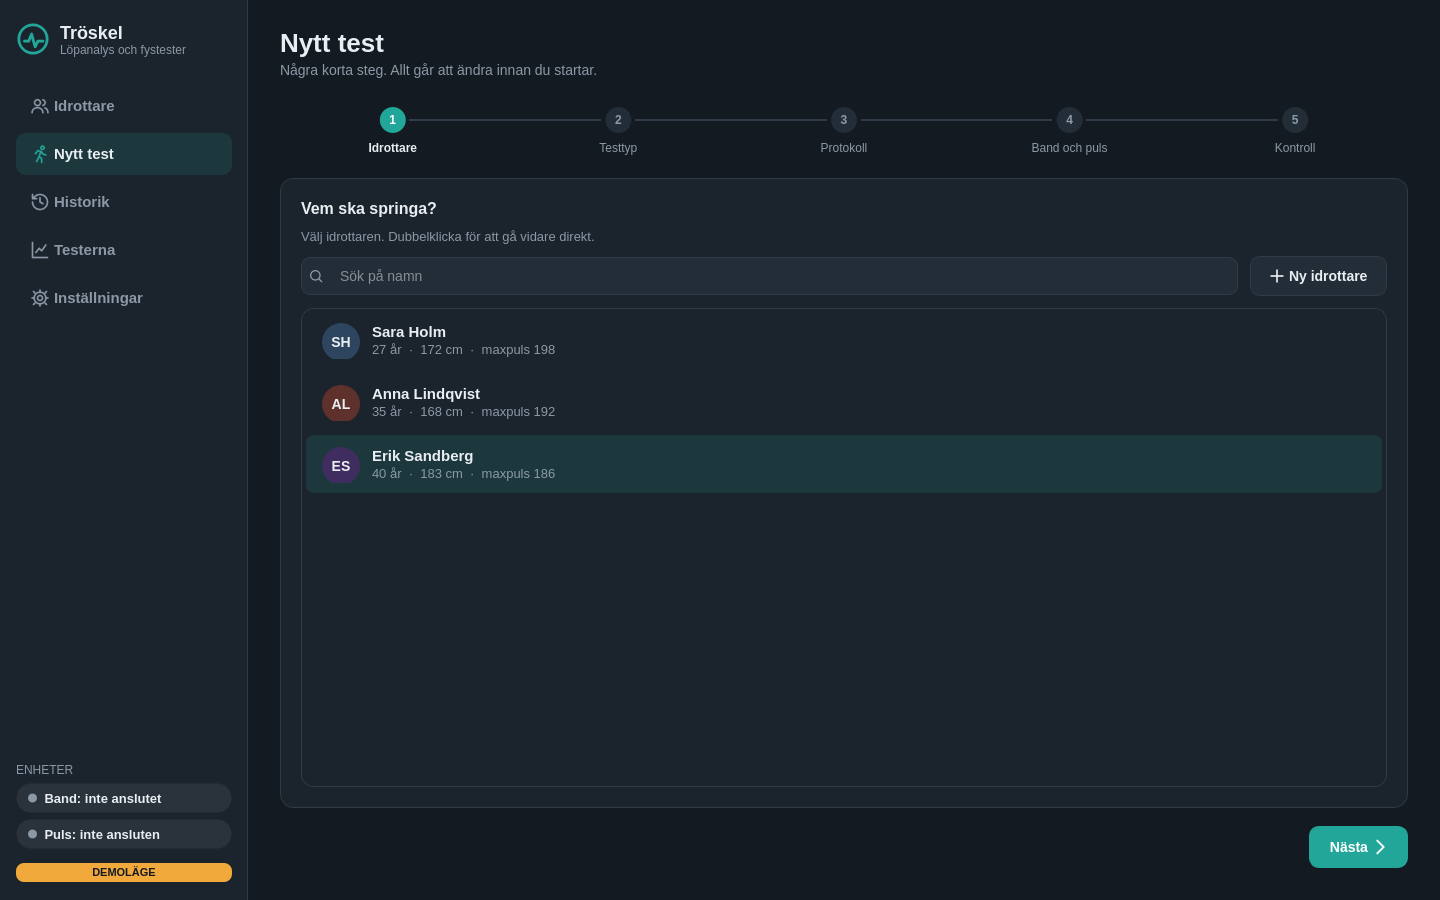 Tröskel
Löpanalys och fystester
Idrottare
Nytt test
Historik
Testerna
Inställningar
ENHETER
Band: inte anslutet
Puls: inte ansluten
DEMOLÄGE
Nytt test
Några korta steg. Allt går att ändra innan du startar.
1 2 3 4 5
Idrottare Testtyp Protokoll Band och puls Kontroll
Vem ska springa?
Välj idrottaren. Dubbelklicka för att gå vidare direkt.
Sök på namn
Ny idrottare
SH
Sara Holm
27 år · 172 cm · maxpuls 198
AL
Anna Lindqvist
35 år · 168 cm · maxpuls 192
ES
Erik Sandberg
40 år · 183 cm · maxpuls 186
Nästa